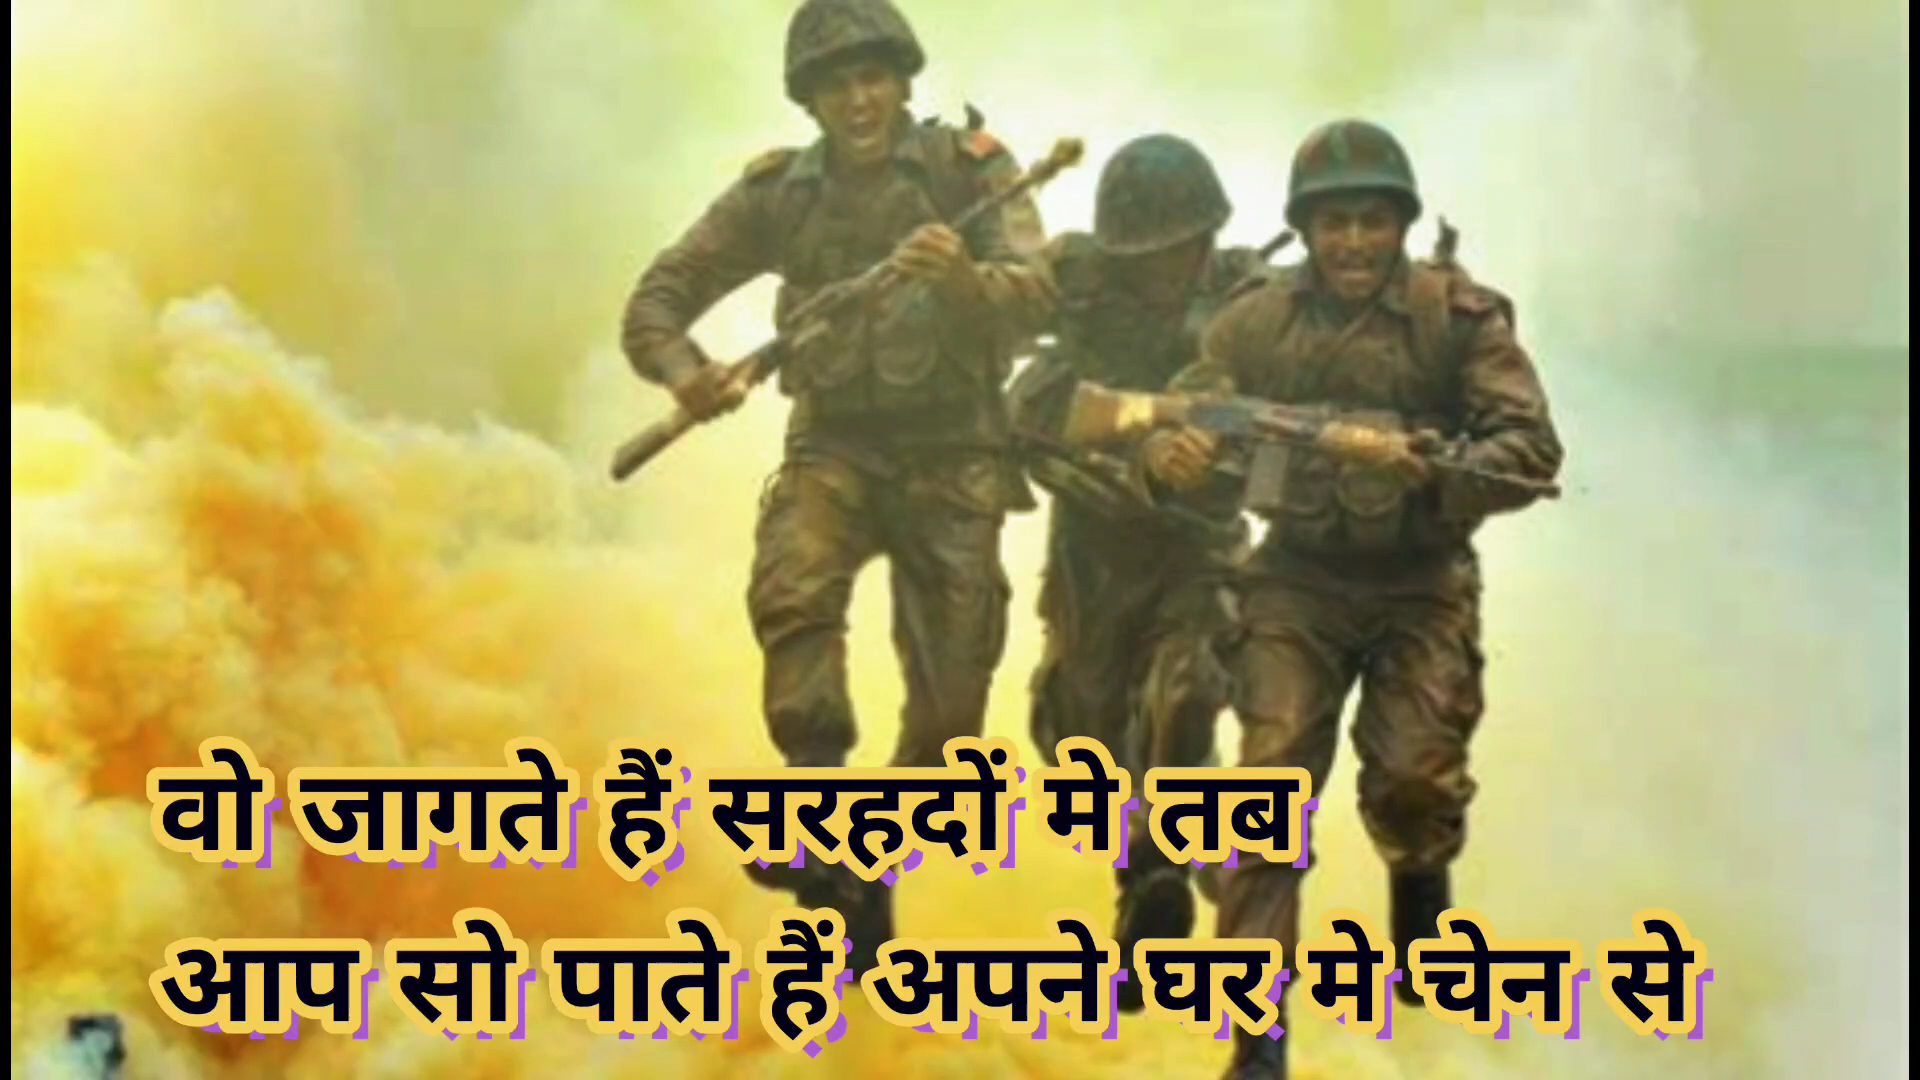 वो जागते हैं सरहदों मे तब
आप सो पाते हैं अपने घर मे चेन से